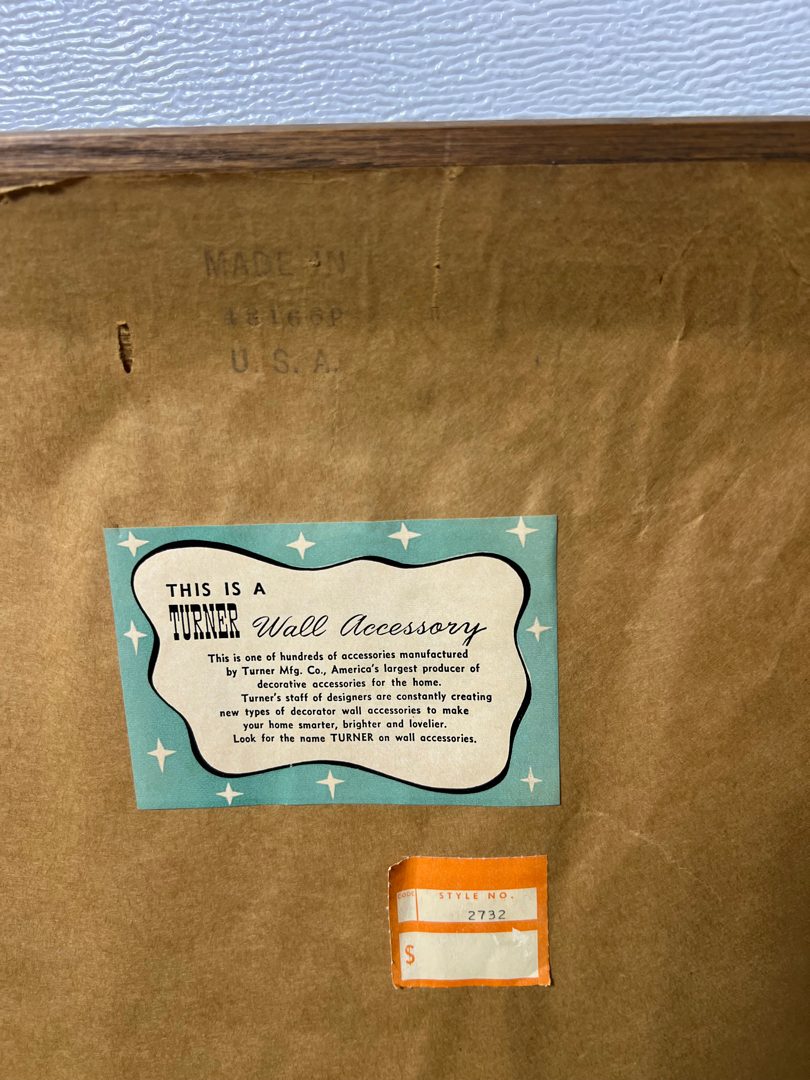 MADE IN
U. S. A.
THIS IS A
TURNER Wall Accessory
This is one of hundreds of accessories manufactured
by Turner Mfg. Co., America's largest producer of
decorative accessories for the home.
Turner's staff of designers are constantly creating
new types of decorator wall accessories to make
your home smarter, brighter and lovelier.
Look for the name TURNER on wall accessories.
CODE STYLE NO.
2732
$